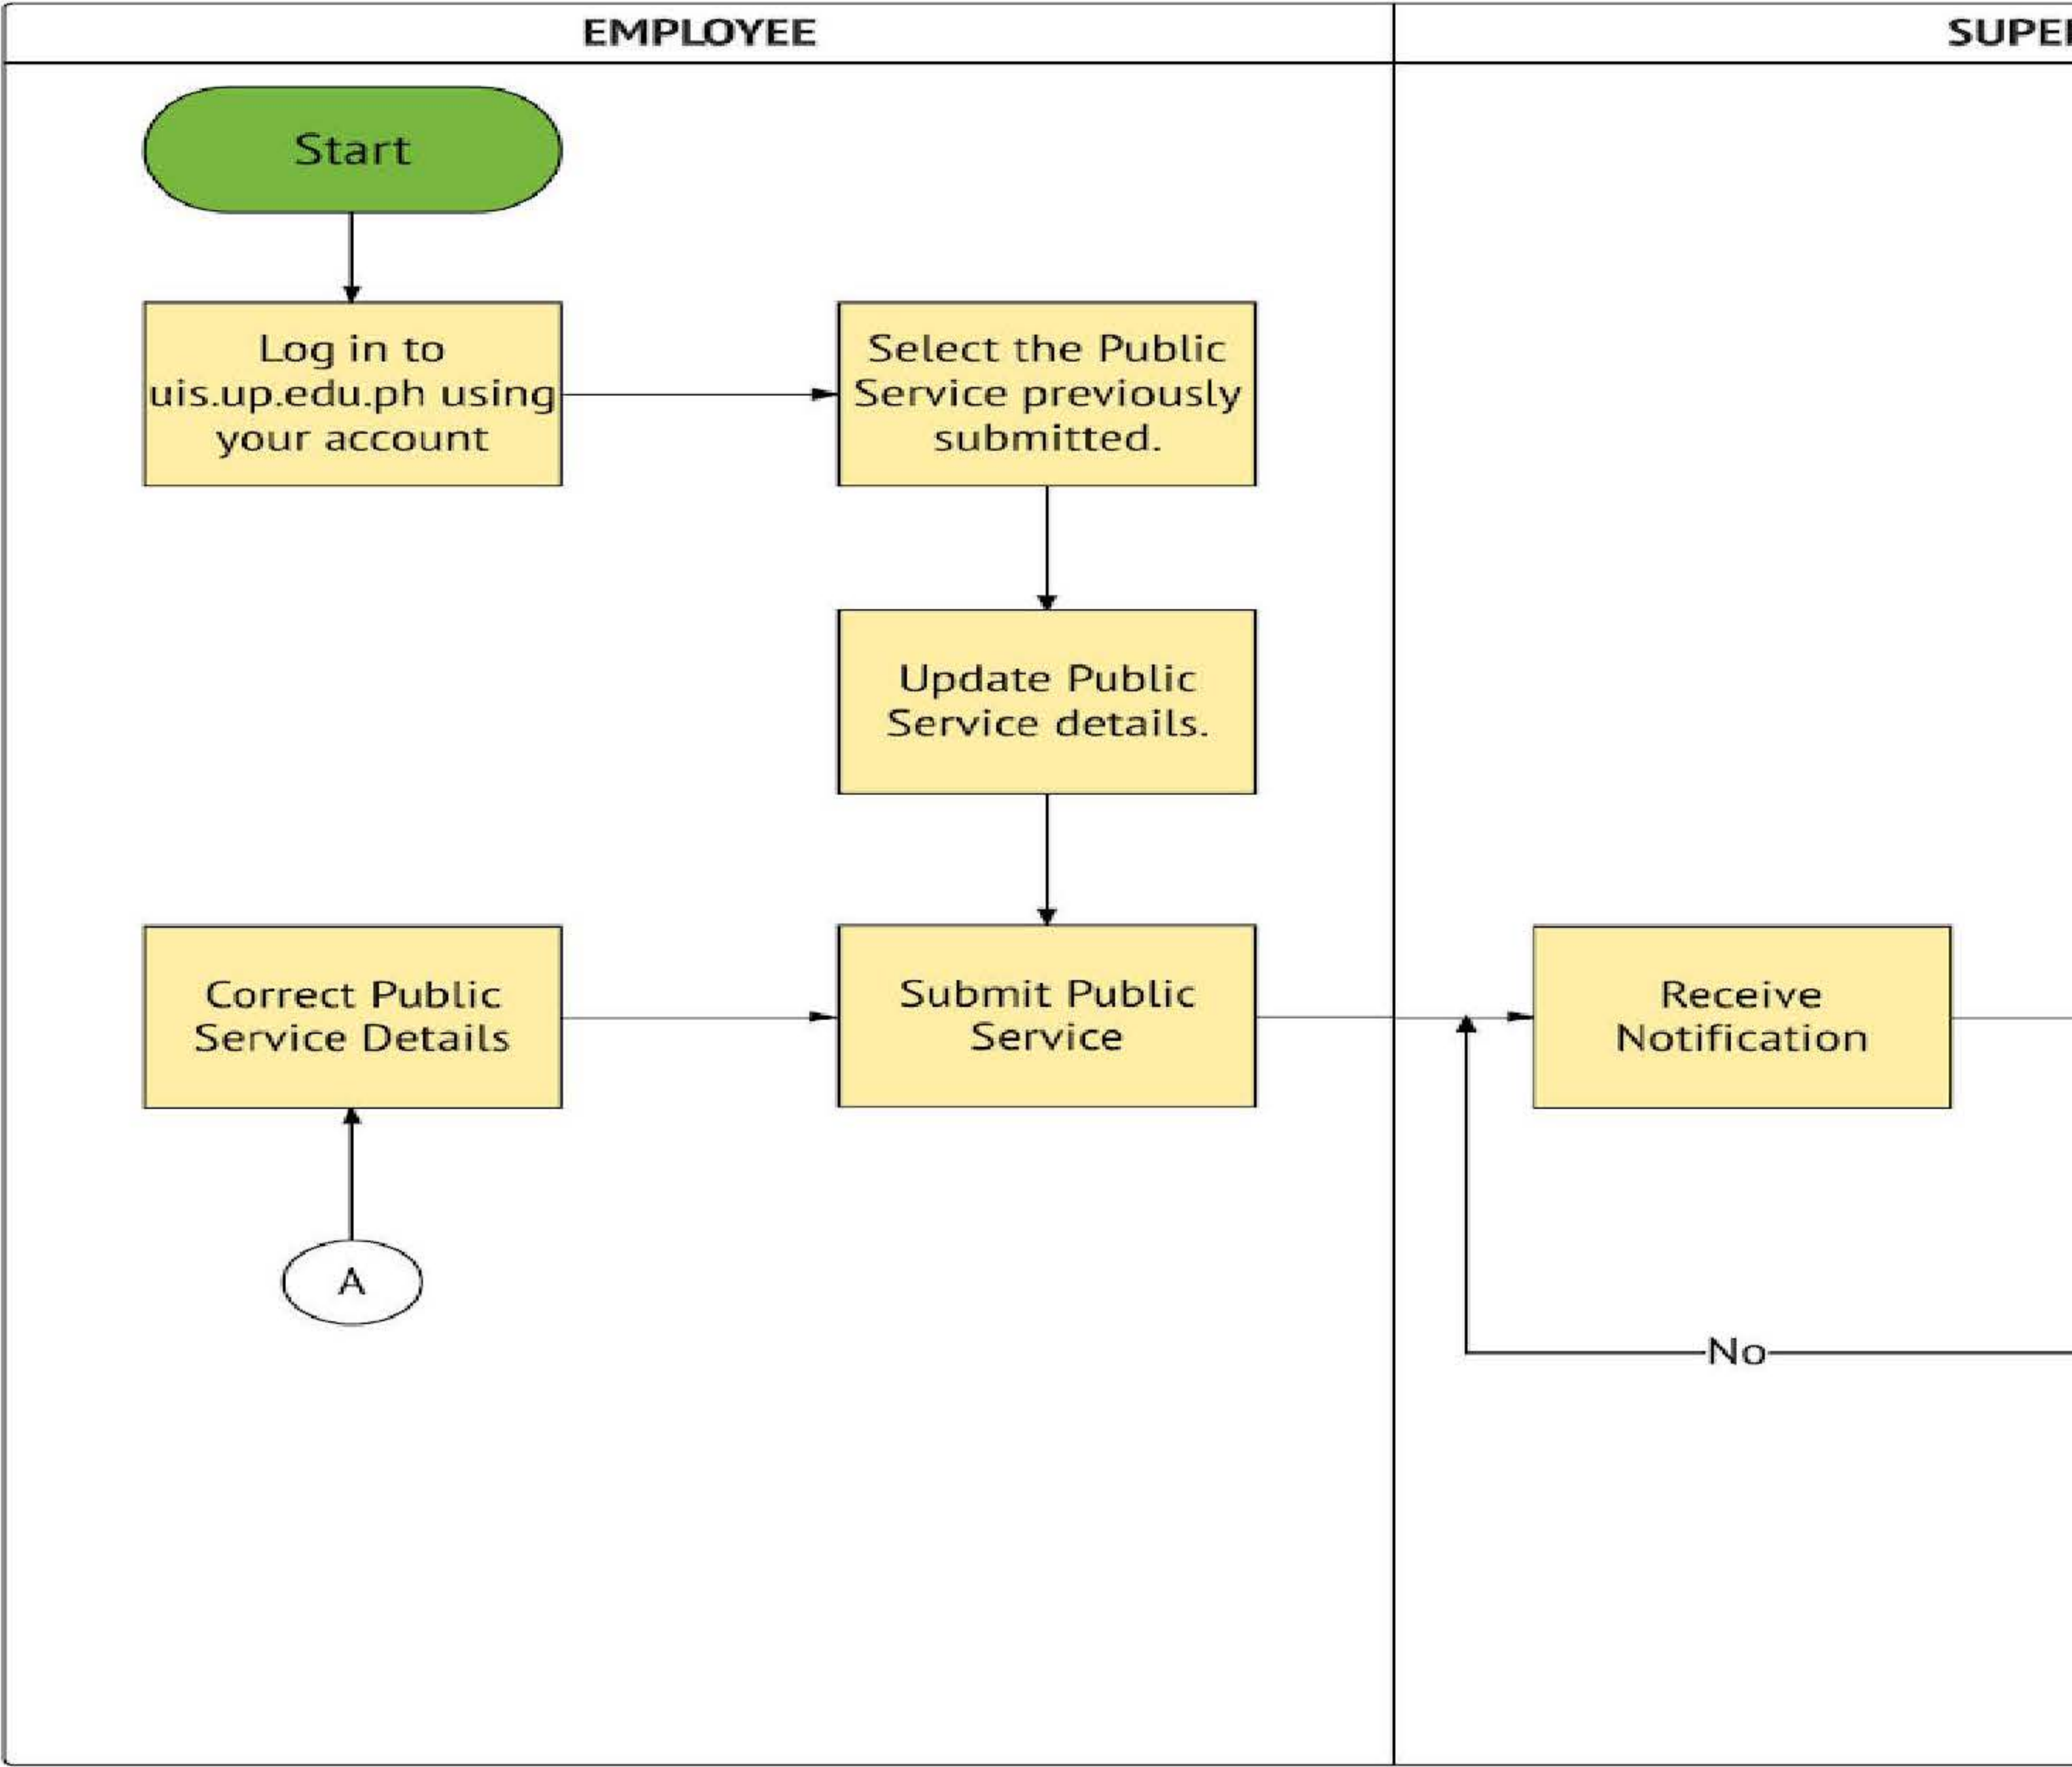 EMPLOYEE
Start
Log in to
uis.up.edu.ph using
your account
Select the Public
Service previously
submitted.
Update Public
Service details.
Correct Public
Service Details
Submit Public
Service
Receive
Notification
A
No